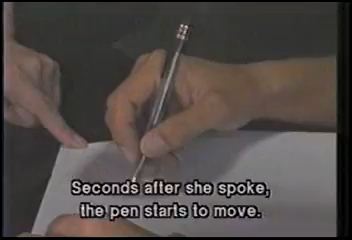 Seconds after she spoke,
the pen starts to move.